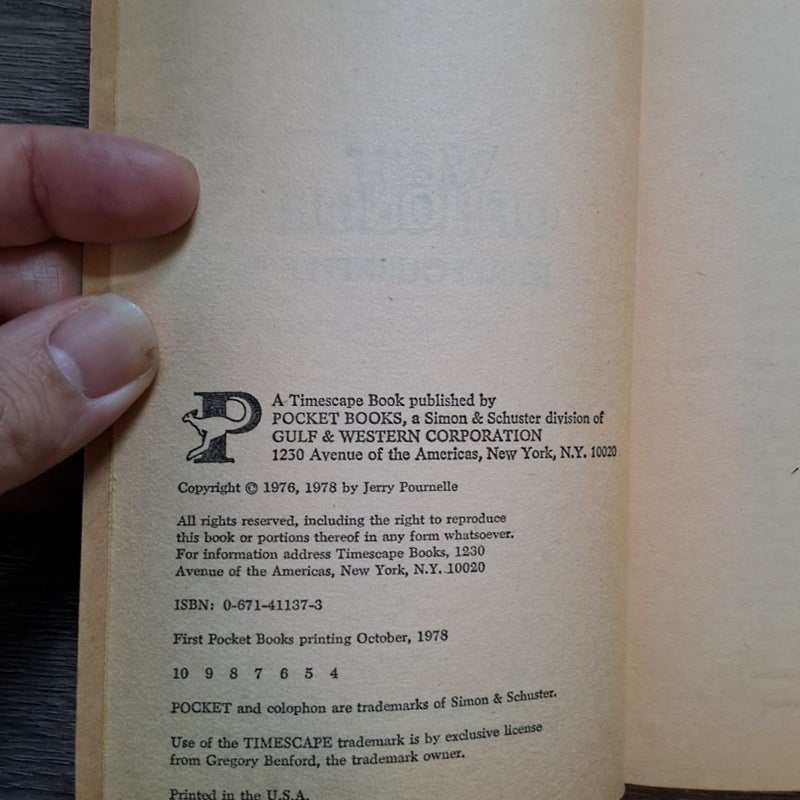 A Timescape Book published by
POCKET BOOKS, a Simon & Schuster division of
GULF & WESTERN CORPORATION
1230 Avenue of the Americas, New York, N.Y. 10020
Copyright © 1976, 1978 by Jerry Pournelle
All rights reserved, including the right to reproduce
this book or portions thereof in any form whatsoever.
For information address Timescape Books, 1230
Avenue of the Americas, New York, N.Y. 10020
ISBN: 0-671-41137-3
First Pocket Books printing October, 1978
10 9 8 7 6 5 4
POCKET and colophon are trademarks of Simon & Schuster.
Use of the TIMESCAPE trademark is by exclusive license
from Gregory Benford, the trademark owner.
Printed in the U.S.A.